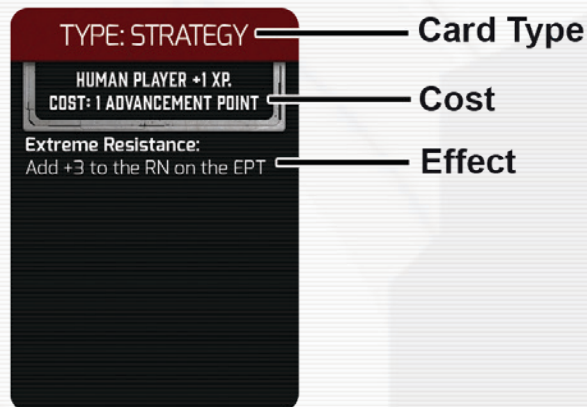 TYPE: STRATEGY
Card Type
HUMAN PLAYER +1 XP.
COST: 1 ADVANCEMENT POINT
Cost
Extreme Resistance:
Add +3 to the RN on the EPT
Effect